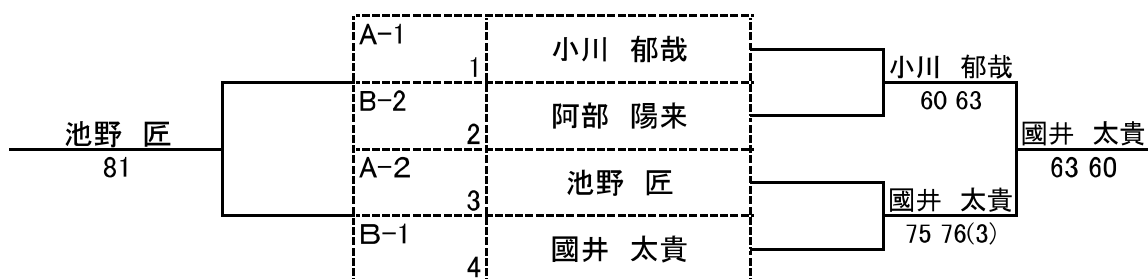 A-1
1
小川 郁哉
B-2
2
阿部 陽来
A-2
3
池野 匠
B-1
4
國井 太貴
小川 郁哉
60 63
國井 太貴
75 76(3)
國井 太貴
63 60
池野 匠
81